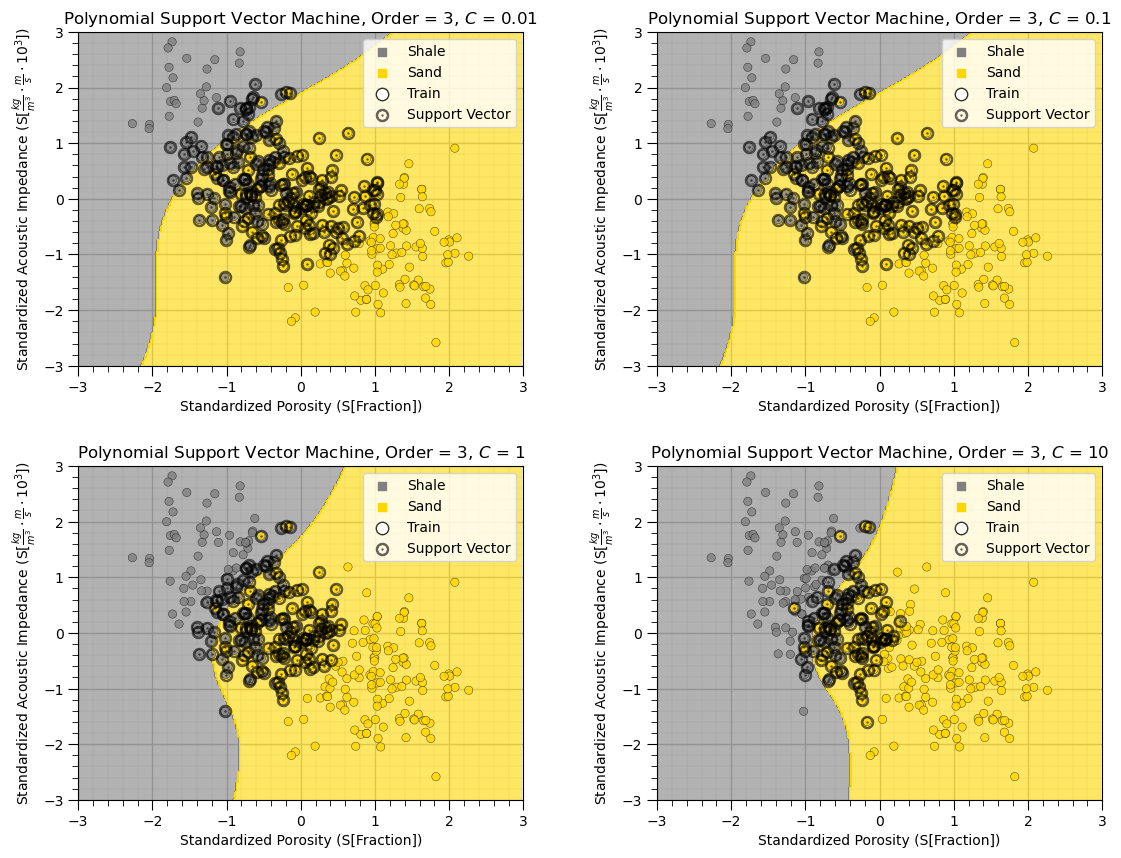 Polynomial Support Vector Machine, Order = 3, C = 0.01
Standardized Acoustic Impedance (S[kg/m³ · m/s · 10³])
3
2
1
0
−1
−2
−3
Shale
Sand
Train
Support Vector
−3 −2 −1 0 1 2 3
Standardized Porosity (S[Fraction])
Polynomial Support Vector Machine, Order = 3, C = 0.1
Standardized Acoustic Impedance (S[kg/m³ · m/s · 10³])
3
2
1
0
−1
−2
−3
Shale
Sand
Train
Support Vector
−3 −2 −1 0 1 2 3
Standardized Porosity (S[Fraction])
Polynomial Support Vector Machine, Order = 3, C = 1
Standardized Acoustic Impedance (S[kg/m³ · m/s · 10³])
3
2
1
0
−1
−2
−3
Shale
Sand
Train
Support Vector
−3 −2 −1 0 1 2 3
Standardized Porosity (S[Fraction])
Polynomial Support Vector Machine, Order = 3, C = 10
Standardized Acoustic Impedance (S[kg/m³ · m/s · 10³])
3
2
1
0
−1
−2
−3
Shale
Sand
Train
Support Vector
−3 −2 −1 0 1 2 3
Standardized Porosity (S[Fraction])